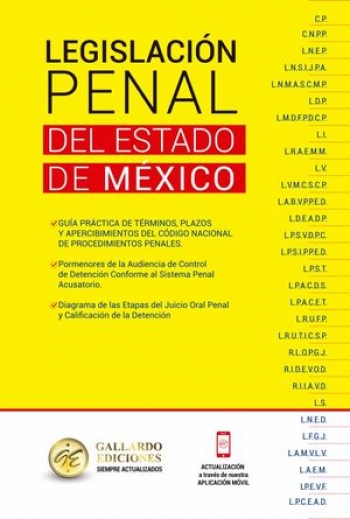 LEGISLACIÓN
PENAL
DEL ESTADO
DE MÉXICO
GUÍA PRÁCTICA DE TÉRMINOS, PLAZOS
Y APERCIBIMIENTOS DEL CÓDIGO NACIONAL
DE PROCEDIMIENTOS PENALES.
Pormenores de la Audiencia de Control
de Detención Conforme al Sistema Penal
Acusatorio.
Diagrama de las Etapas del Juicio Oral Penal
y Calificación de la Detención
C.P.
C.N.P.P.
L.N.E.P.
L.N.S.I.J.P.A.
L.N.M.A.S.C.M.P.
L.D.P.
L.M.D.F.P.D.C.P.
L.I.
L.R.A.E.M.M.
L.V.
L.V.M.C.S.C.P.
L.A.B.V.P.P.E.D.
L.D.E.A.D.P.
L.P.S.V.D.P.C.
L.P.S.I.P.P.E.D.
L.P.S.T.
L.P.A.C.D.S.
L.P.A.C.E.T.
L.R.U.F.P.
L.R.U.T.I.C.S.P.
R.L.O.P.G.J.
R.I.D.E.V.O.D.
R.I.I.A.V.D.
L.S.
L.N.E.D.
L.F.G.J.
L.A.M.V.L.V.
L.A.E.M.
I.P.E.V.F.
L.P.C.E.A.D.
GE
GALLARDO
EDICIONES
SIEMPRE ACTUALIZADOS
ACTUALIZACIÓN
a través de nuestra
APLICACIÓN MÓVIL